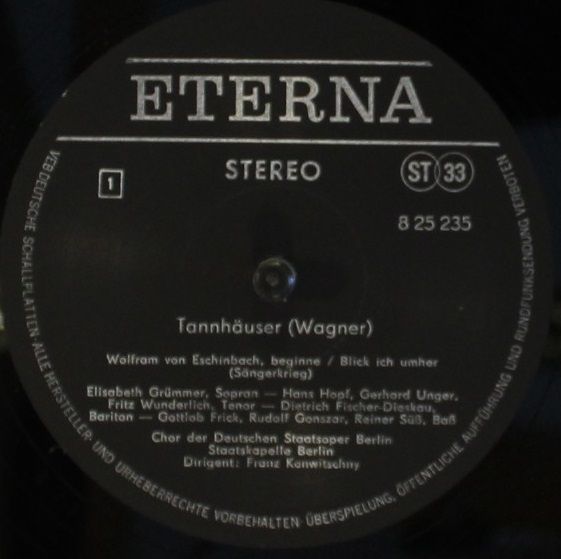 ETERNA
STEREO
1
ST 33
8 25 235
Tannhäuser (Wagner)
Wolfram von Eschinbach, beginne / Blick ich umher
(Sängerkrieg)
Elisabeth Grümmer, Sopran — Hans Hopf, Gerhard Unger,
Fritz Wunderlich, Tenor — Dietrich Fischer-Dieskau,
Bariton — Gottlob Frick, Rudolf Gonszar, Reiner Süß, Baß
Chor der Deutschen Staatsoper Berlin
Staatskapelle Berlin
Dirigent: Franz Konwitschny
VEB DEUTSCHE SCHALLPLATTEN · ALLE HERSTELLER- UND URHEBERRECHTE VORBEHALTEN · ÜBERSPIELUNG, ÖFFENTLICHE AUFFÜHRUNG UND RUNDFUNKSENDUNG VERBOTEN